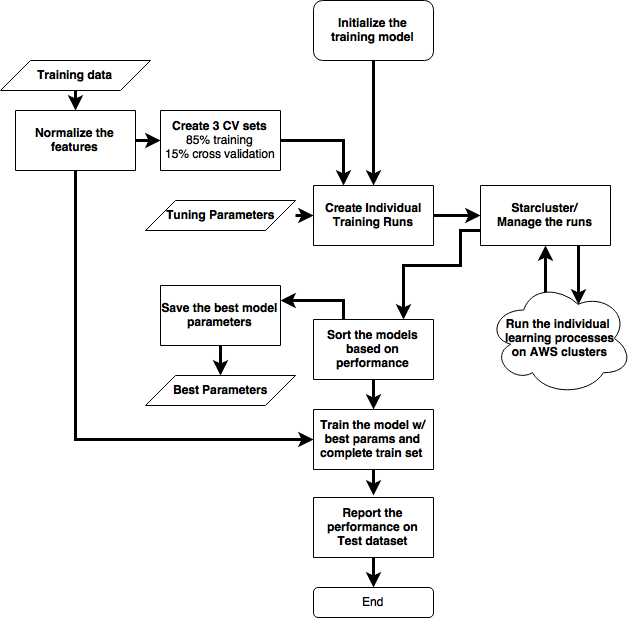 Initialize the
training model
Training data
Normalize the
features
Create 3 CV sets
85% training
15% cross validation
Tuning Parameters
Create Individual
Training Runs
Starcluster/
Manage the runs
Save the best model
parameters
Sort the models
based on
performance
Run the individual
learning processes
on AWS clusters
Best Parameters
Train the model w/
best params and
complete train set
Report the
performance on
Test dataset
End